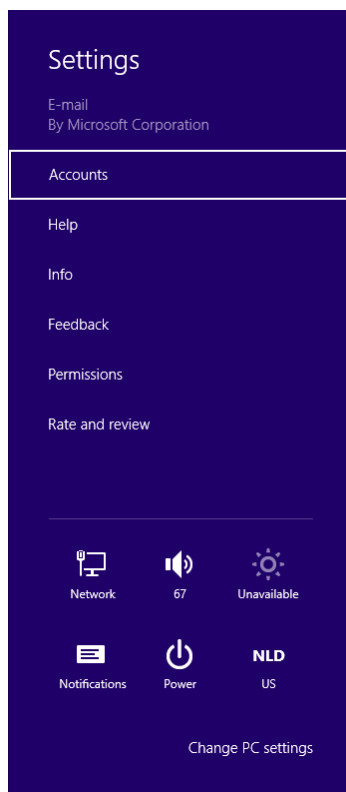 Settings
E-mail
By Microsoft Corporation
Accounts
Help
Info
Feedback
Permissions
Rate and review
Network
67
Unavailable
Notifications
Power
NLD
US
Change PC settings